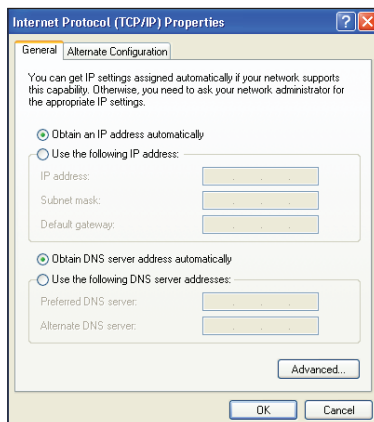 Internet Protocol (TCP/IP) Properties
General
Alternate Configuration
You can get IP settings assigned automatically if your network supports
this capability. Otherwise, you need to ask your network administrator for
the appropriate IP settings.
Obtain an IP address automatically
Use the following IP address:
IP address:
Subnet mask:
Default gateway:
Obtain DNS server address automatically
Use the following DNS server addresses:
Preferred DNS server:
Alternate DNS server:
Advanced...
OK
Cancel